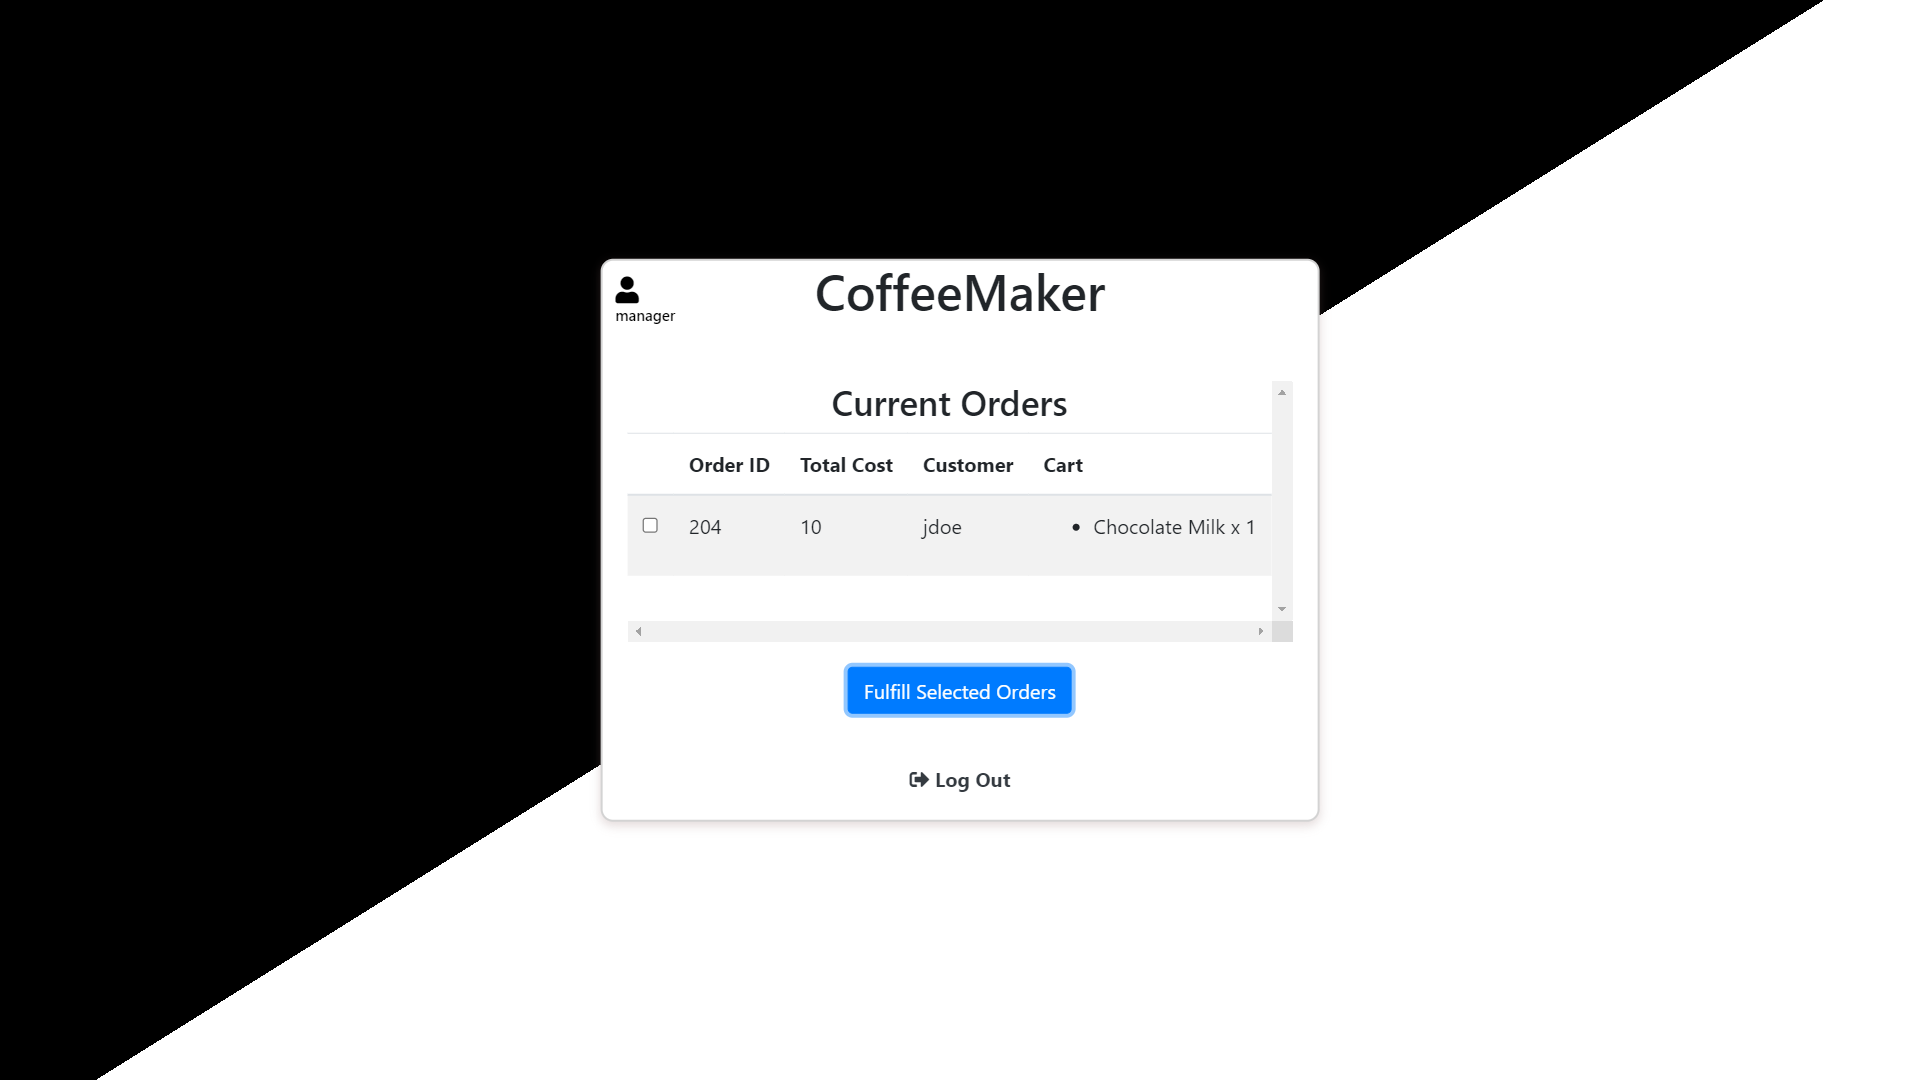 CoffeeMaker
manager
Current Orders
Order ID Total Cost Customer Cart
204 10 jdoe • Chocolate Milk x 1
Fulfill Selected Orders
Log Out